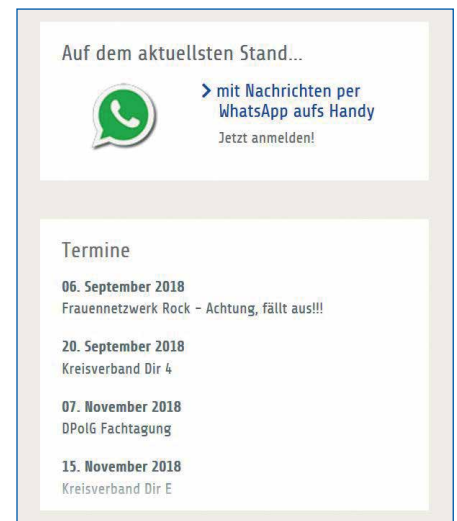 Auf dem aktuellsten Stand...
mit Nachrichten per
WhatsApp aufs Handy
Jetzt anmelden!
Termine
06. September 2018
Frauennetzwerk Rock - Achtung, fällt aus!!!
20. September 2018
Kreisverband Dir 4
07. November 2018
DPolG Fachtagung
15. November 2018
Kreisverband Dir E